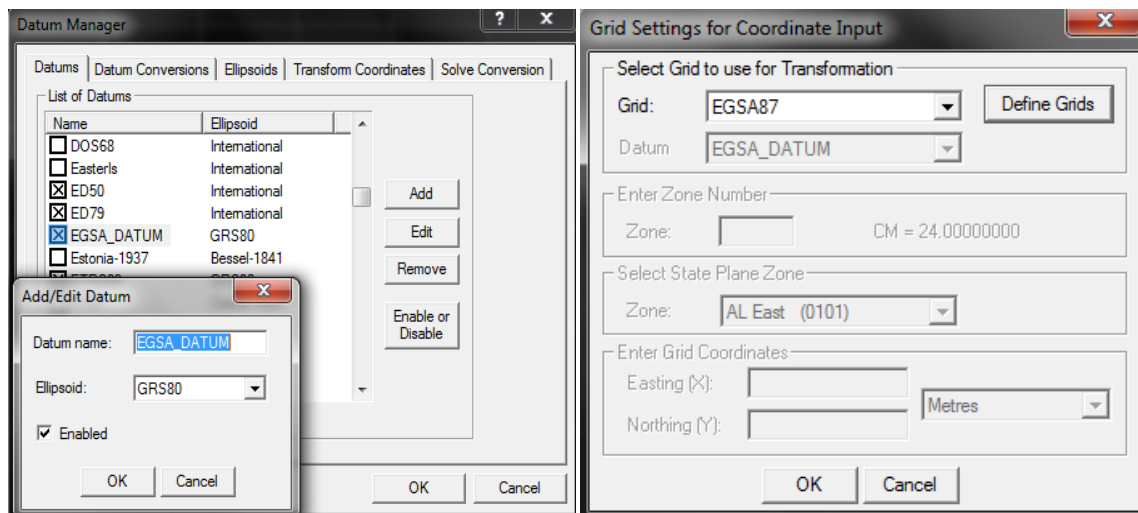 Datum Manager
? X
Datums Datum Conversions Ellipsoids Transform Coordinates Solve Conversion
List of Datums
Name Ellipsoid
DOS68 International
EasterIs International
ED50 International
ED79 International
EGSA_DATUM GRS80
Estonia-1937 Bessel-1841
Add
Edit
Remove
Enable or
Disable
OK Cancel
Add/Edit Datum
X
Datum name: EGSA_DATUM
Ellipsoid: GRS80
Enabled
OK Cancel
Grid Settings for Coordinate Input
X
Select Grid to use for Transformation
Grid: EGSA87 Define Grids
Datum EGSA_DATUM
Enter Zone Number
Zone: CM = 24.00000000
Select State Plane Zone
Zone: AL East (0101)
Enter Grid Coordinates
Easting (X):
Metres
Northing (Y):
OK Cancel